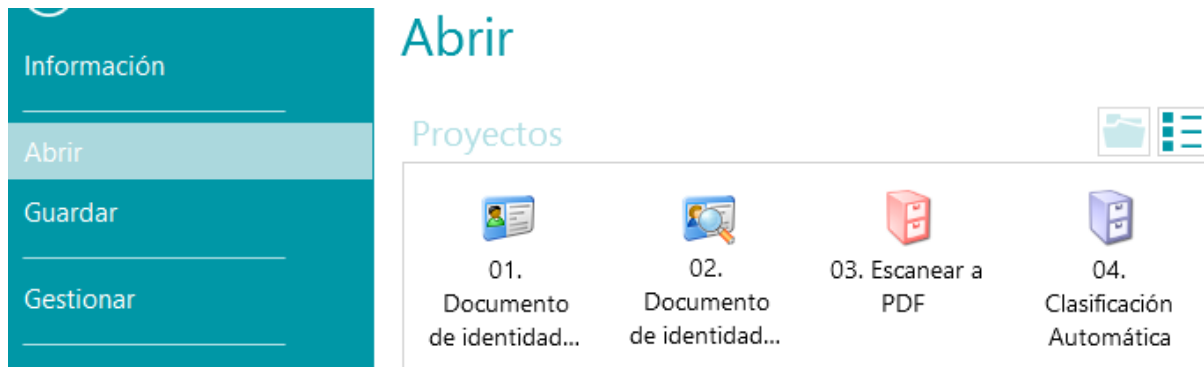 Información
Abrir
Guardar
Gestionar
Abrir
Proyectos
01.
Documento
de identidad...
02.
Documento
de identidad...
03. Escanear a
PDF
04.
Clasificación
Automática